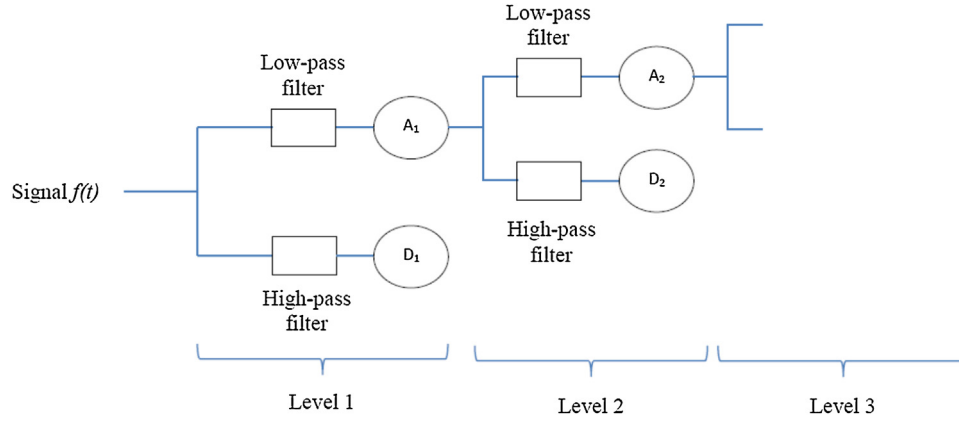 Low-pass
filter
A₁
Signal f(t)
D₁
High-pass
filter
Low-pass
filter
A₂
D₂
High-pass
filter
Level 1
Level 2
Level 3